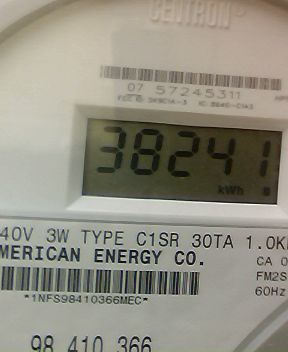 CENTRON®
07 57245311
38241
kWh
40V 3W TYPE C1SR 30TA 1.0K
MERICAN ENERGY CO.
CA 0
FM2S
60Hz
*1NFS98410366MEC*
98 410 366